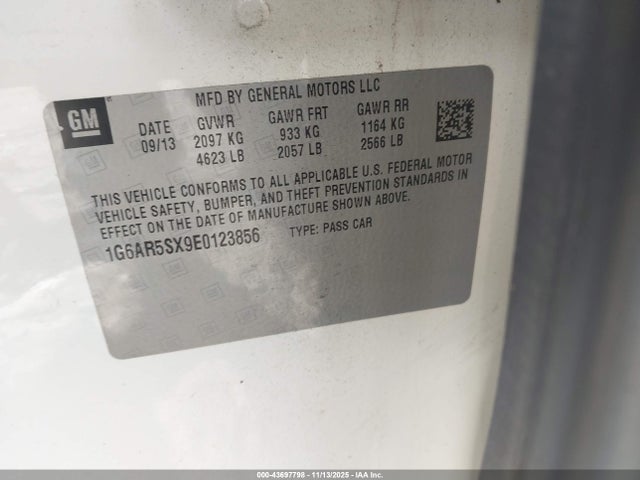 GM
MFD BY GENERAL MOTORS LLC
DATE GVWR GAWR FRT GAWR RR
09/13 2097 KG 933 KG 1164 KG
4623 LB 2057 LB 2566 LB
THIS VEHICLE CONFORMS TO ALL APPLICABLE U.S. FEDERAL MOTOR
VEHICLE SAFETY, BUMPER, AND THEFT PREVENTION STANDARDS IN
EFFECT ON THE DATE OF MANUFACTURE SHOWN ABOVE.
1G6AR5SX9E0123856 TYPE: PASS CAR
000-43697798 - 11/13/2025 - IAA Inc.